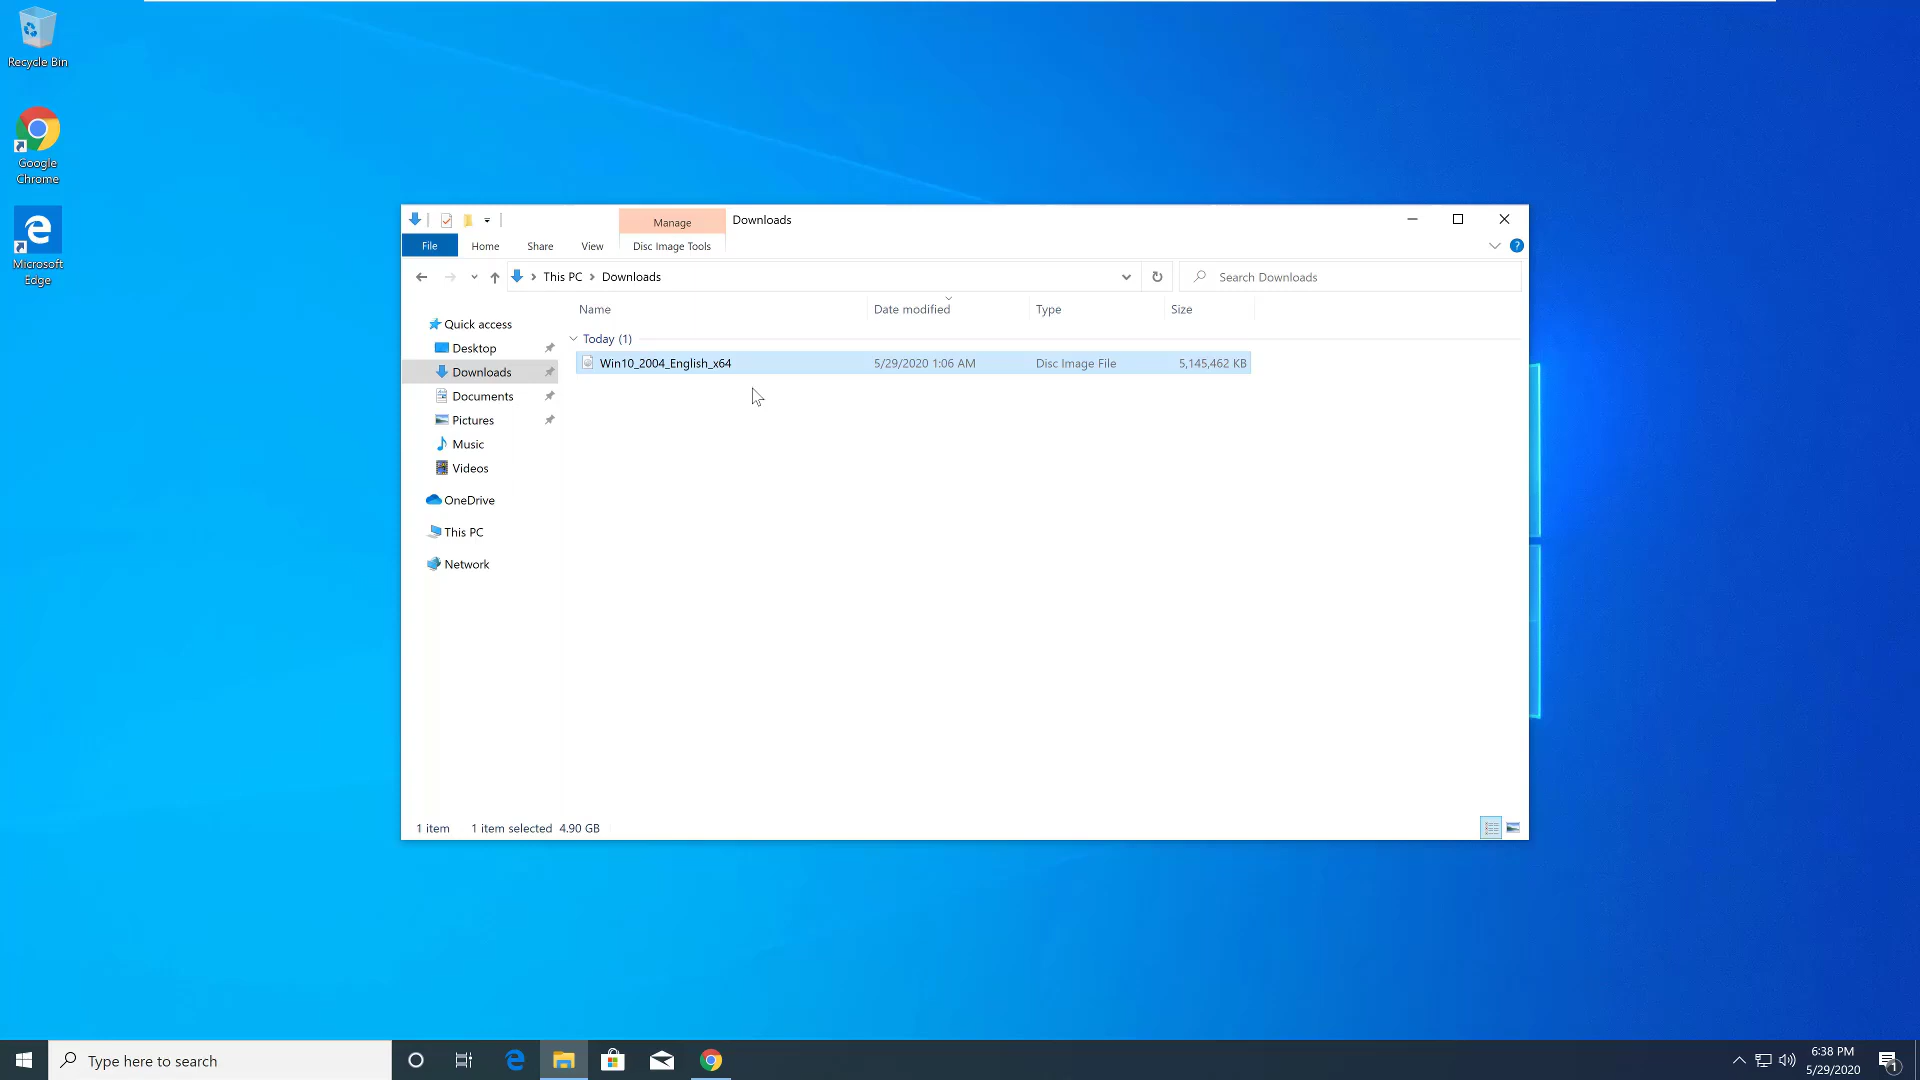 Recycle Bin
Google
Chrome
Microsoft
Edge
Manage
Downloads
File
Home
Share
View
Disc Image Tools
This PC
Downloads
Search Downloads
Name
Date modified
Type
Size
Quick access
Desktop
Downloads
Documents
Pictures
Music
Videos
OneDrive
This PC
Network
Today (1)
Win10_2004_English_x64
5/29/2020 1:06 AM
Disc Image File
5,145,462 KB
1 item
1 item selected 4.90 GB
Type here to search
6:38 PM
5/29/2020
1